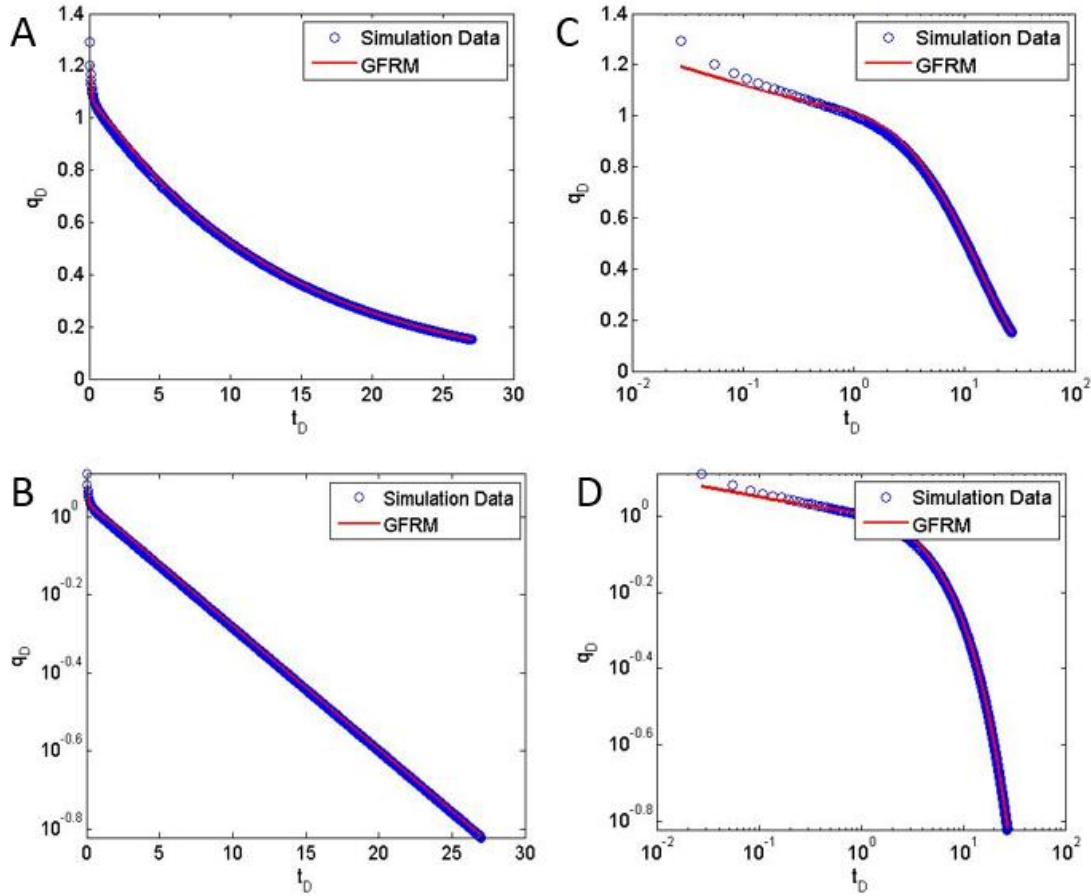 A
1.4
1.2
1
0.8
0.6
0.4
0.2
0
q_D
0 5 10 15 20 25 30
t_D
Simulation Data
GFRM
C
1.4
1.2
1
0.8
0.6
0.4
0.2
0
q_D
10^-2 10^-1 10^0 10^1 10^2
t_D
Simulation Data
GFRM
B
10^0
10^-0.2
10^-0.4
10^-0.6
10^-0.8
q_D
0 5 10 15 20 25 30
t_D
Simulation Data
GFRM
D
10^0
10^-0.2
10^-0.4
10^-0.6
10^-0.8
q_D
10^-2 10^-1 10^0 10^1 10^2
t_D
Simulation Data
GFRM